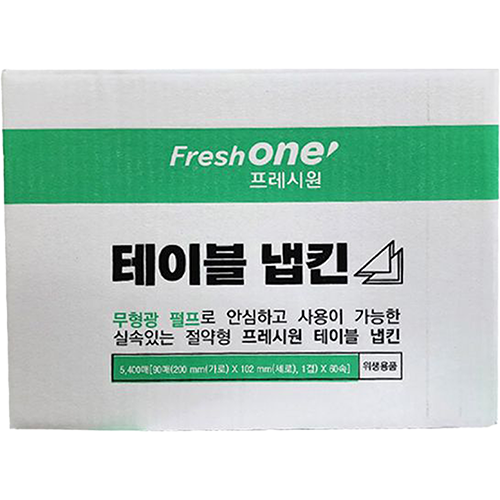 Fresh one
프레시원
테이블 냅킨
무형광 펄프로 안심하고 사용이 가능한
실속있는 절약형 프레시원 테이블 냅킨
5,400매[90매(200 mm(가로) X 102 mm(세로), 1겹) X 60속] 위생용품